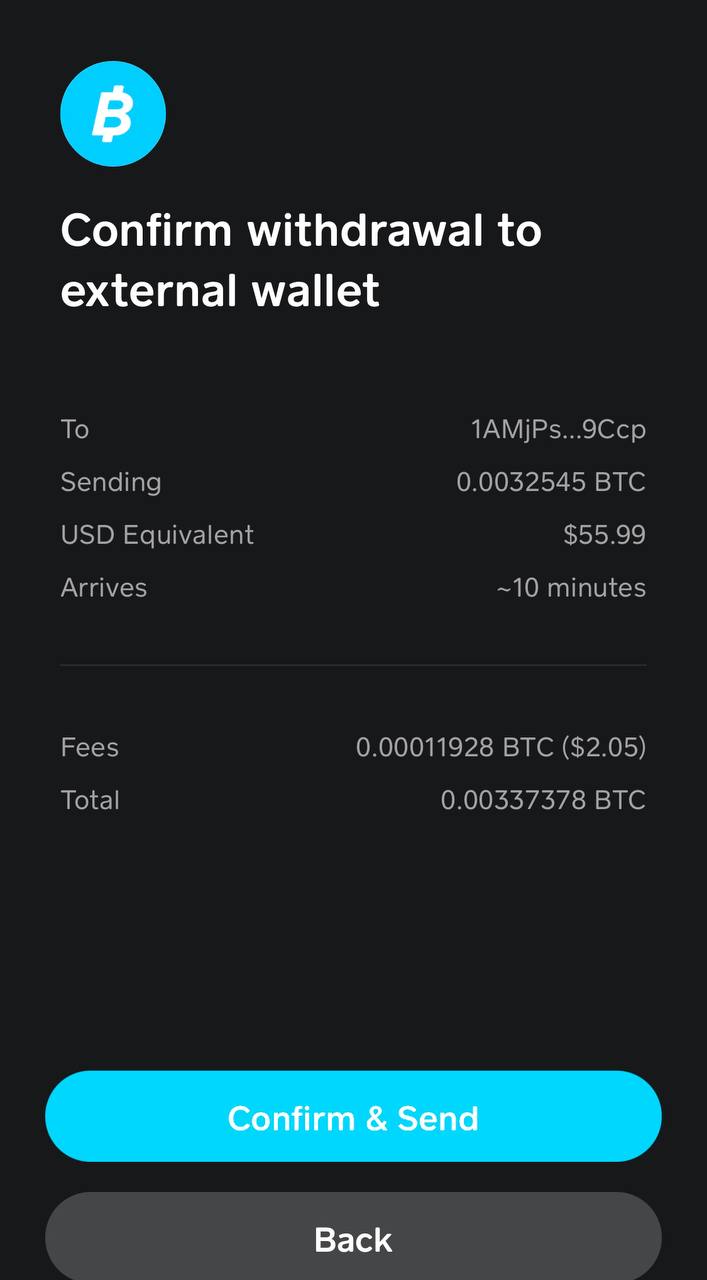 Confirm withdrawal to
external wallet
To 1AMjPs...9Ccp
Sending 0.0032545 BTC
USD Equivalent $55.99
Arrives ~10 minutes
Fees 0.00011928 BTC ($2.05)
Total 0.00337378 BTC
Confirm & Send
Back